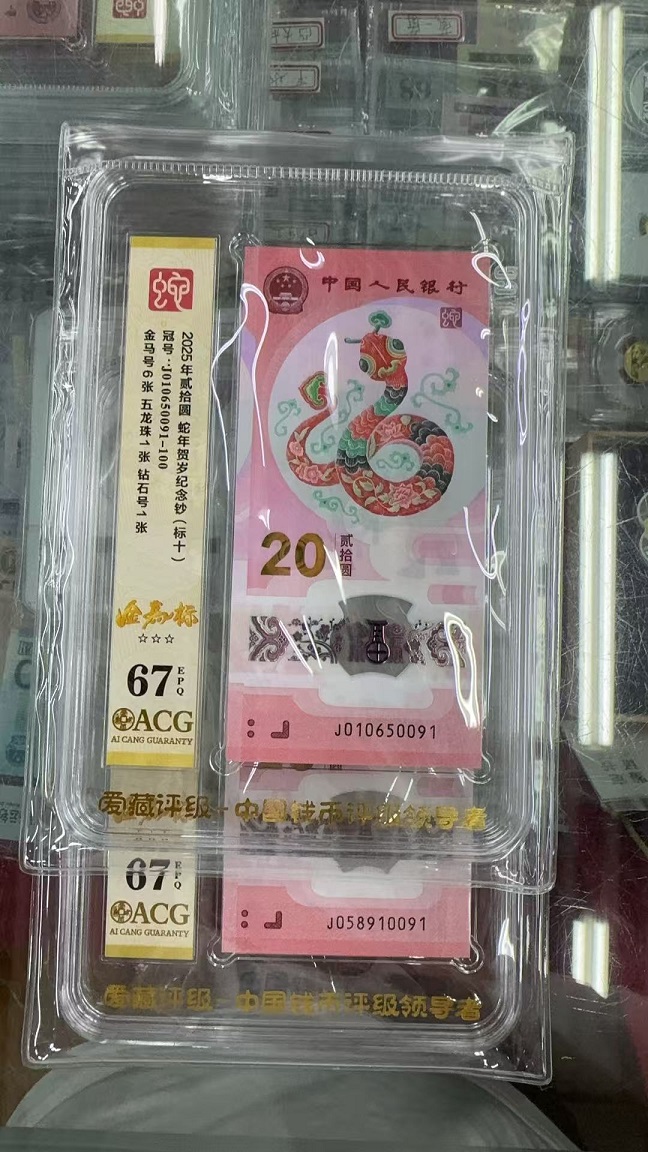 2025年贰拾圆 蛇年贺岁纪念钞(标十)
冠号:J010650091-100
金马号6张 五龙珠1张 钻石号1张
☆☆☆
67 EPQ
ACG
AI CANG GUARANTY
爱藏评级-中国钱币评级领导者
中国人民银行
20 贰拾圆
J010650091
67 EPQ
ACG
AI CANG GUARANTY
J058910091
爱藏评级-中国钱币评级领导者